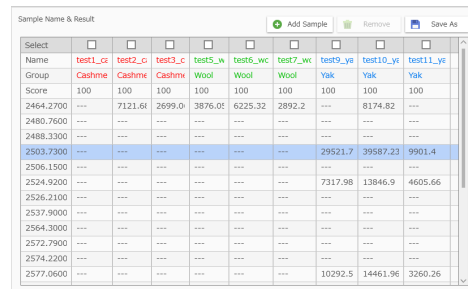 Sample Name & Result
Add Sample Remove Save As
Select
Name test1_ca test2_ca test3_ca test5_w test6_wc test7_wc test9_ya test10_ya test11_ya
Group Cashme Cashme Cashme Wool Wool Wool Yak Yak Yak
Score 100 100 100 100 100 100 100 100 100
2464.2700 --- 7121.68 2699.0 3876.05 6225.32 2892.2 --- 8174.82 ---
2480.7600 --- --- --- --- --- --- --- --- ---
2488.3300 --- --- --- --- --- --- --- --- ---
2503.7300 --- --- --- --- --- --- 29521.7 39587.23 9901.4
2506.1500 --- --- --- --- --- --- --- --- ---
2524.9200 --- --- --- --- --- --- 7317.98 13846.9 4605.66
2526.2100 --- --- --- --- --- --- --- --- ---
2537.9000 --- --- --- --- --- --- --- --- ---
2564.3000 --- --- --- --- --- --- --- --- ---
2572.7900 --- --- --- --- --- --- --- --- ---
2574.2200 --- --- --- --- --- --- --- --- ---
2577.0600 --- --- --- --- --- --- 10292.5 14461.96 3260.26